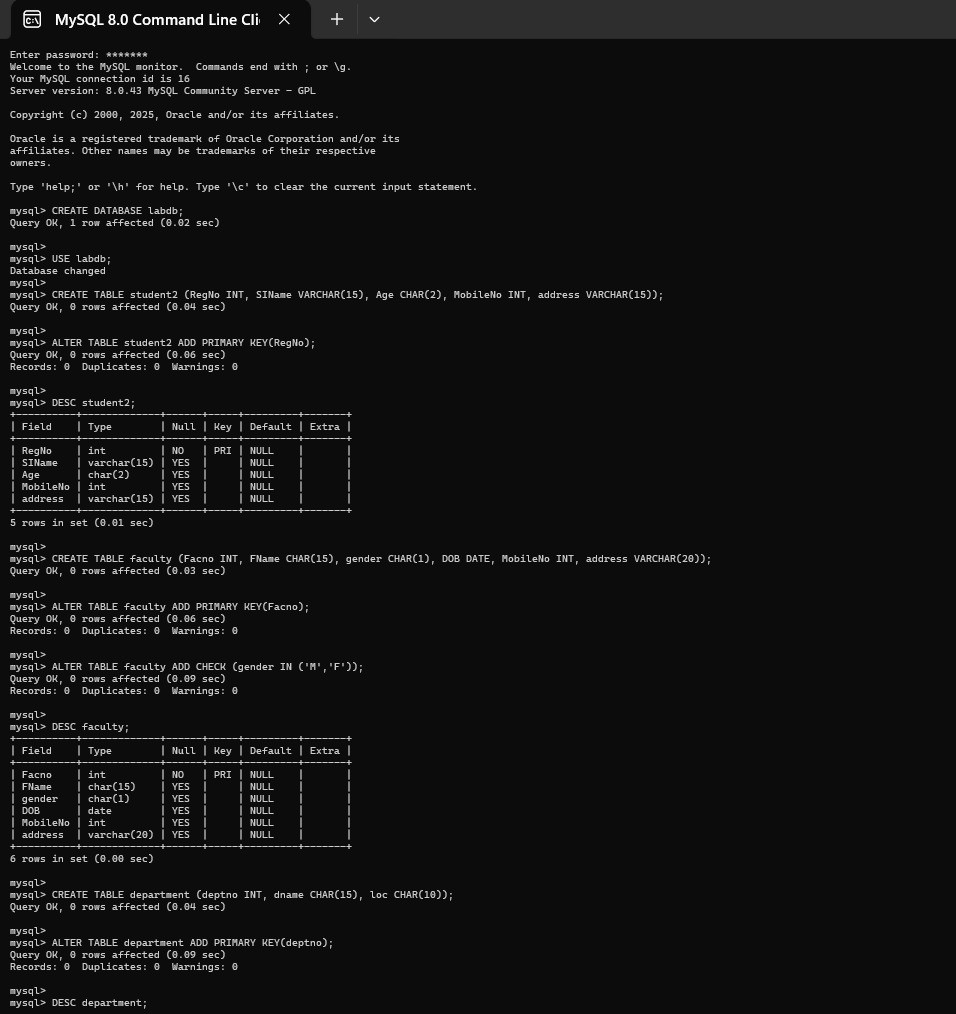 MySQL 8.0 Command Line Cli
Enter password: *******
Welcome to the MySQL monitor.  Commands end with ; or \g.
Your MySQL connection id is 16
Server version: 8.0.43 MySQL Community Server - GPL

Copyright (c) 2000, 2025, Oracle and/or its affiliates.

Oracle is a registered trademark of Oracle Corporation and/or its
affiliates. Other names may be trademarks of their respective
owners.

Type 'help;' or '\h' for help. Type '\c' to clear the current input statement.

mysql> CREATE DATABASE labdb;
Query OK, 1 row affected (0.02 sec)

mysql>
mysql> USE labdb;
Database changed
mysql>
mysql> CREATE TABLE student2 (RegNo INT, SIName VARCHAR(15), Age CHAR(2), MobileNo INT, address VARCHAR(15));
Query OK, 0 rows affected (0.04 sec)

mysql>
mysql> ALTER TABLE student2 ADD PRIMARY KEY(RegNo);
Query OK, 0 rows affected (0.06 sec)
Records: 0  Duplicates: 0  Warnings: 0

mysql>
mysql> DESC student2;
+----------+-------------+------+-----+---------+-------+
| Field    | Type        | Null | Key | Default | Extra |
+----------+-------------+------+-----+---------+-------+
| RegNo    | int         | NO   | PRI | NULL    |       |
| SIName   | varchar(15) | YES  |     | NULL    |       |
| Age      | char(2)     | YES  |     | NULL    |       |
| MobileNo | int         | YES  |     | NULL    |       |
| address  | varchar(15) | YES  |     | NULL    |       |
+----------+-------------+------+-----+---------+-------+
5 rows in set (0.01 sec)

mysql>
mysql> CREATE TABLE faculty (Facno INT, FName CHAR(15), gender CHAR(1), DOB DATE, MobileNo INT, address VARCHAR(20));
Query OK, 0 rows affected (0.03 sec)

mysql>
mysql> ALTER TABLE faculty ADD PRIMARY KEY(Facno);
Query OK, 0 rows affected (0.06 sec)
Records: 0  Duplicates: 0  Warnings: 0

mysql>
mysql> ALTER TABLE faculty ADD CHECK (gender IN ('M','F'));
Query OK, 0 rows affected (0.09 sec)
Records: 0  Duplicates: 0  Warnings: 0

mysql>
mysql> DESC faculty;
+----------+-------------+------+-----+---------+-------+
| Field    | Type        | Null | Key | Default | Extra |
+----------+-------------+------+-----+---------+-------+
| Facno    | int         | NO   | PRI | NULL    |       |
| FName    | char(15)    | YES  |     | NULL    |       |
| gender   | char(1)     | YES  |     | NULL    |       |
| DOB      | date        | YES  |     | NULL    |       |
| MobileNo | int         | YES  |     | NULL    |       |
| address  | varchar(20) | YES  |     | NULL    |       |
+----------+-------------+------+-----+---------+-------+
6 rows in set (0.00 sec)

mysql>
mysql> CREATE TABLE department (deptno INT, dname CHAR(15), loc CHAR(10));
Query OK, 0 rows affected (0.04 sec)

mysql>
mysql> ALTER TABLE department ADD PRIMARY KEY(deptno);
Query OK, 0 rows affected (0.09 sec)
Records: 0  Duplicates: 0  Warnings: 0

mysql>
mysql> DESC department;